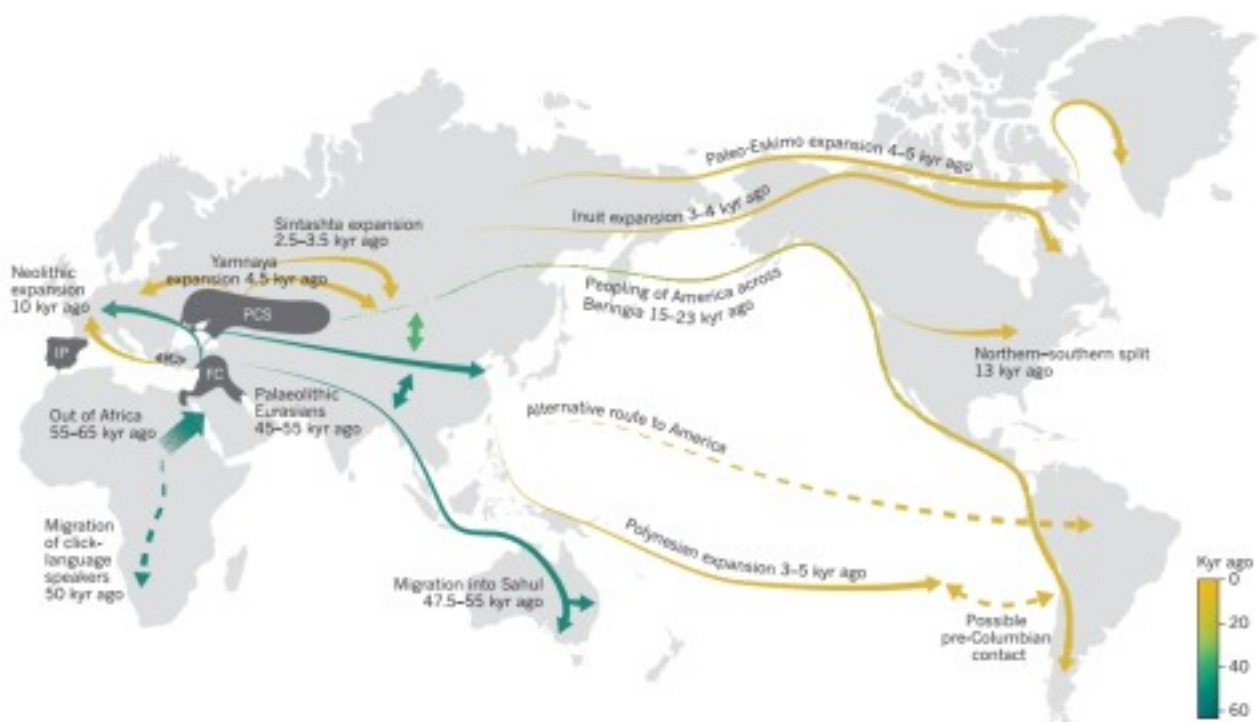 Paleo-Eskimo expansion 4–5 kyr ago
Inuit expansion 3–4 kyr ago
Sintashta expansion
2.5–3.5 kyr ago
Yamnaya
expansion 4.5 kyr ago
Neolithic
expansion
10 kyr ago
PCS
IP
FC
Peopling of America across
Beringia 15–23 kyr ago
Northern–southern split
13 kyr ago
Palaeolithic
Eurasians
45–55 kyr ago
Out of Africa
55–65 kyr ago
Alternative route to America
Migration
of click-
language
speakers
50 kyr ago
Polynesian expansion 3–5 kyr ago
Migration into Sahul
47.5–55 kyr ago
Possible
pre-Columbian
contact
Kyr ago
0
20
40
60